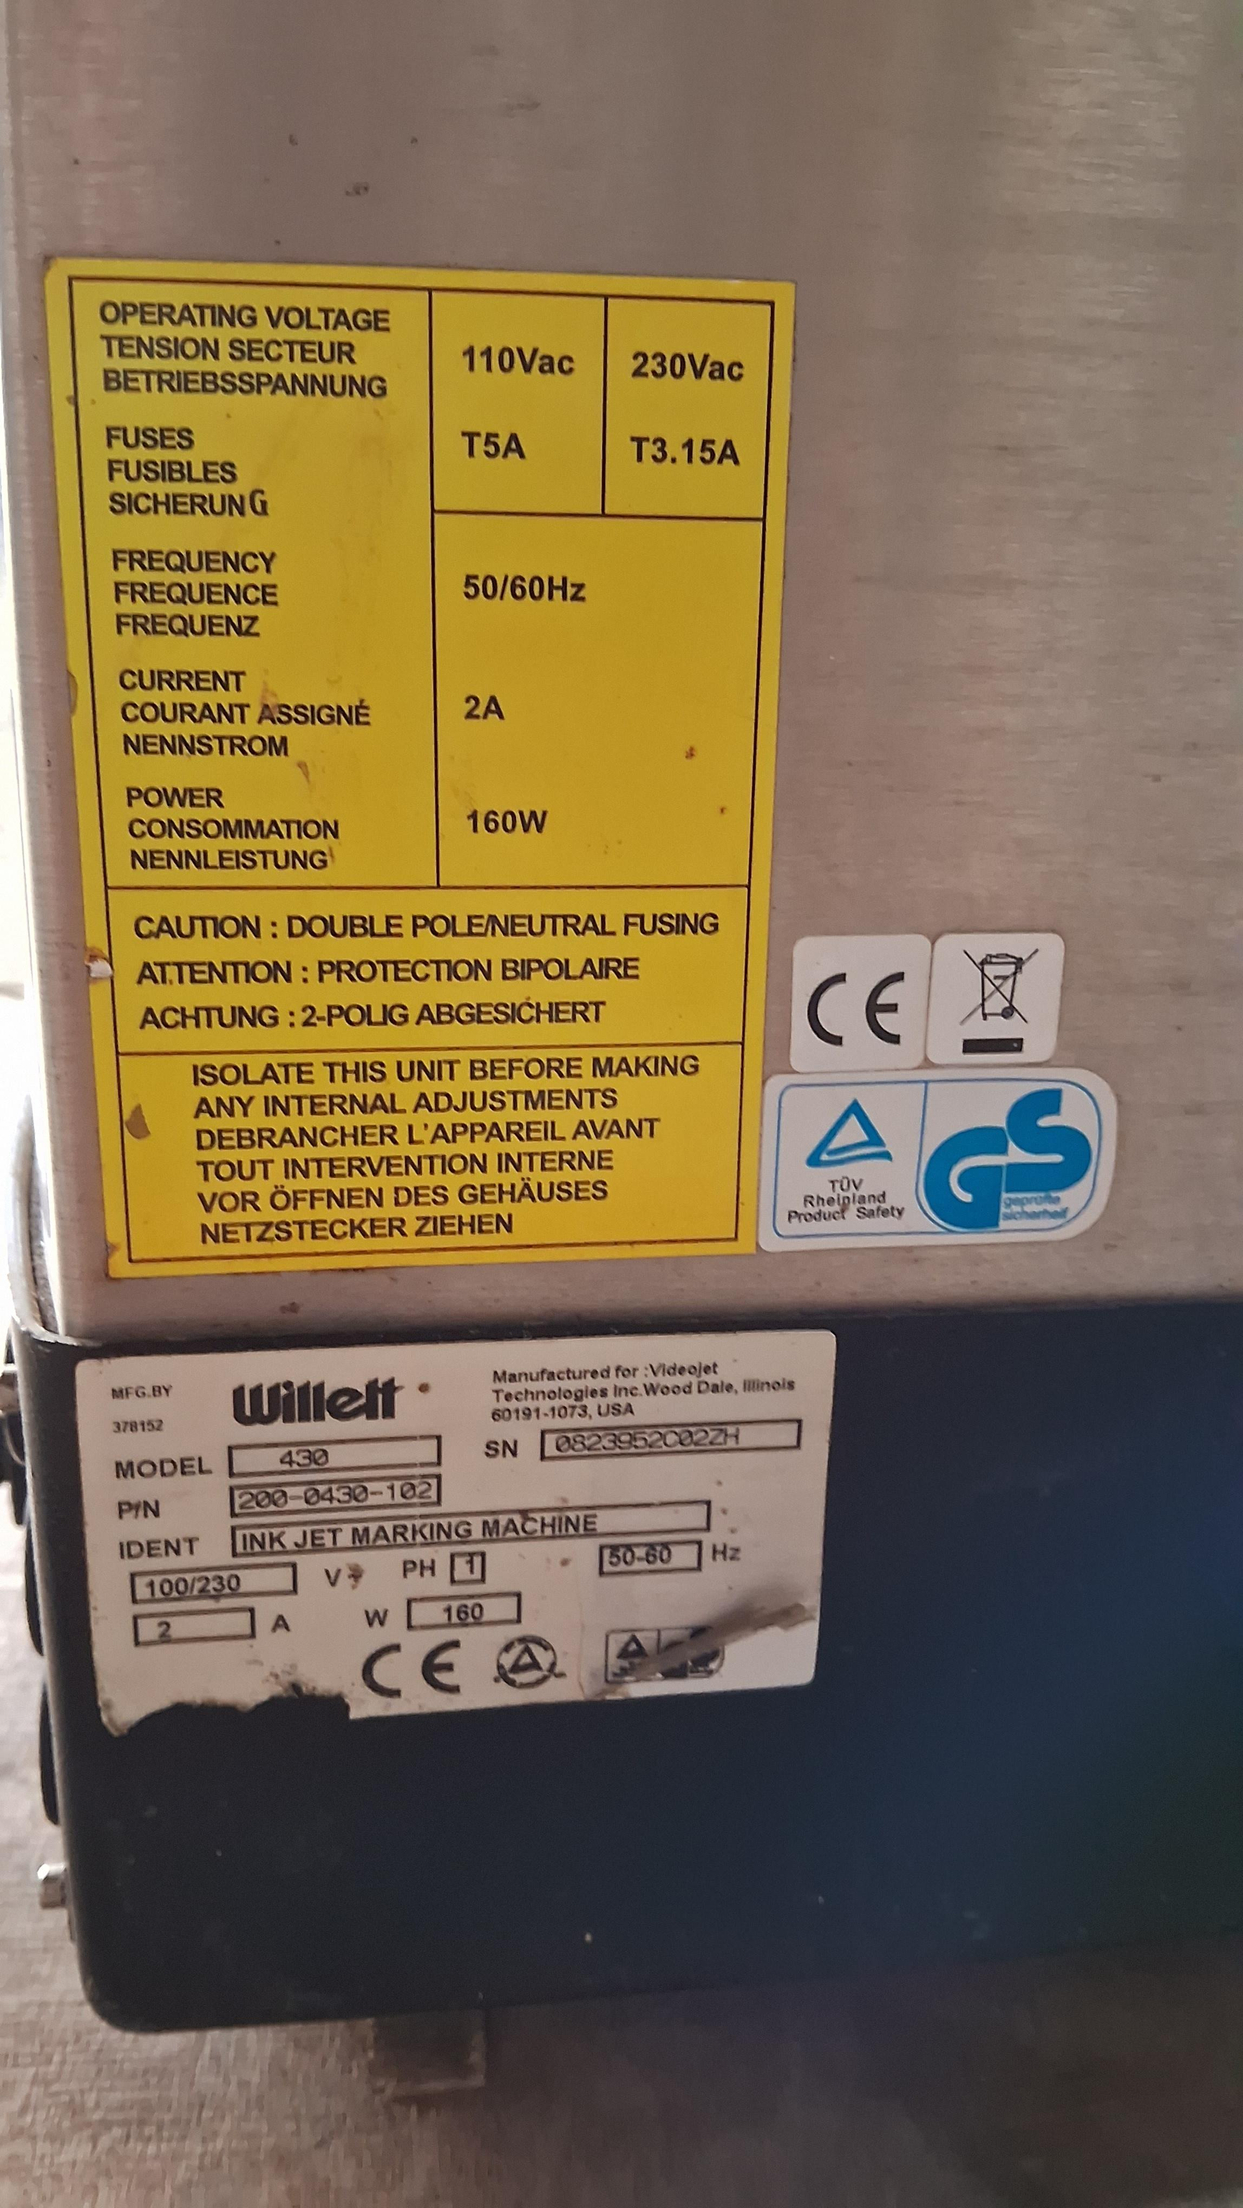 OPERATING VOLTAGE
TENSION SECTEUR
BETRIEBSSPANNUNG
110Vac 230Vac
FUSES
FUSIBLES
SICHERUNG
T5A T3.15A
FREQUENCY
FREQUENCE
FREQUENZ
50/60Hz
CURRENT
COURANT ASSIGNÉ
NENNSTROM
2A
POWER
CONSOMMATION
NENNLEISTUNG
160W
CAUTION : DOUBLE POLE/NEUTRAL FUSING
ATTENTION : PROTECTION BIPOLAIRE
ACHTUNG : 2-POLIG ABGESICHERT
ISOLATE THIS UNIT BEFORE MAKING
ANY INTERNAL ADJUSTMENTS
DEBRANCHER L'APPAREIL AVANT
TOUT INTERVENTION INTERNE
VOR ÖFFNEN DES GEHÄUSES
NETZSTECKER ZIEHEN
CE
TÜV
Rheinland
Product Safety
GS
geprüfte
sicherheit
MFG.BY
378152
Willett
Manufactured for :Videojet
Technologies Inc.Wood Dale, Illinois
60191-1073, USA
MODEL 430
SN 0823952C02ZH
P/N 200-0430-102
IDENT INK JET MARKING MACHINE
100/230 V PH 1 50-60 Hz
2 A W 160
CE